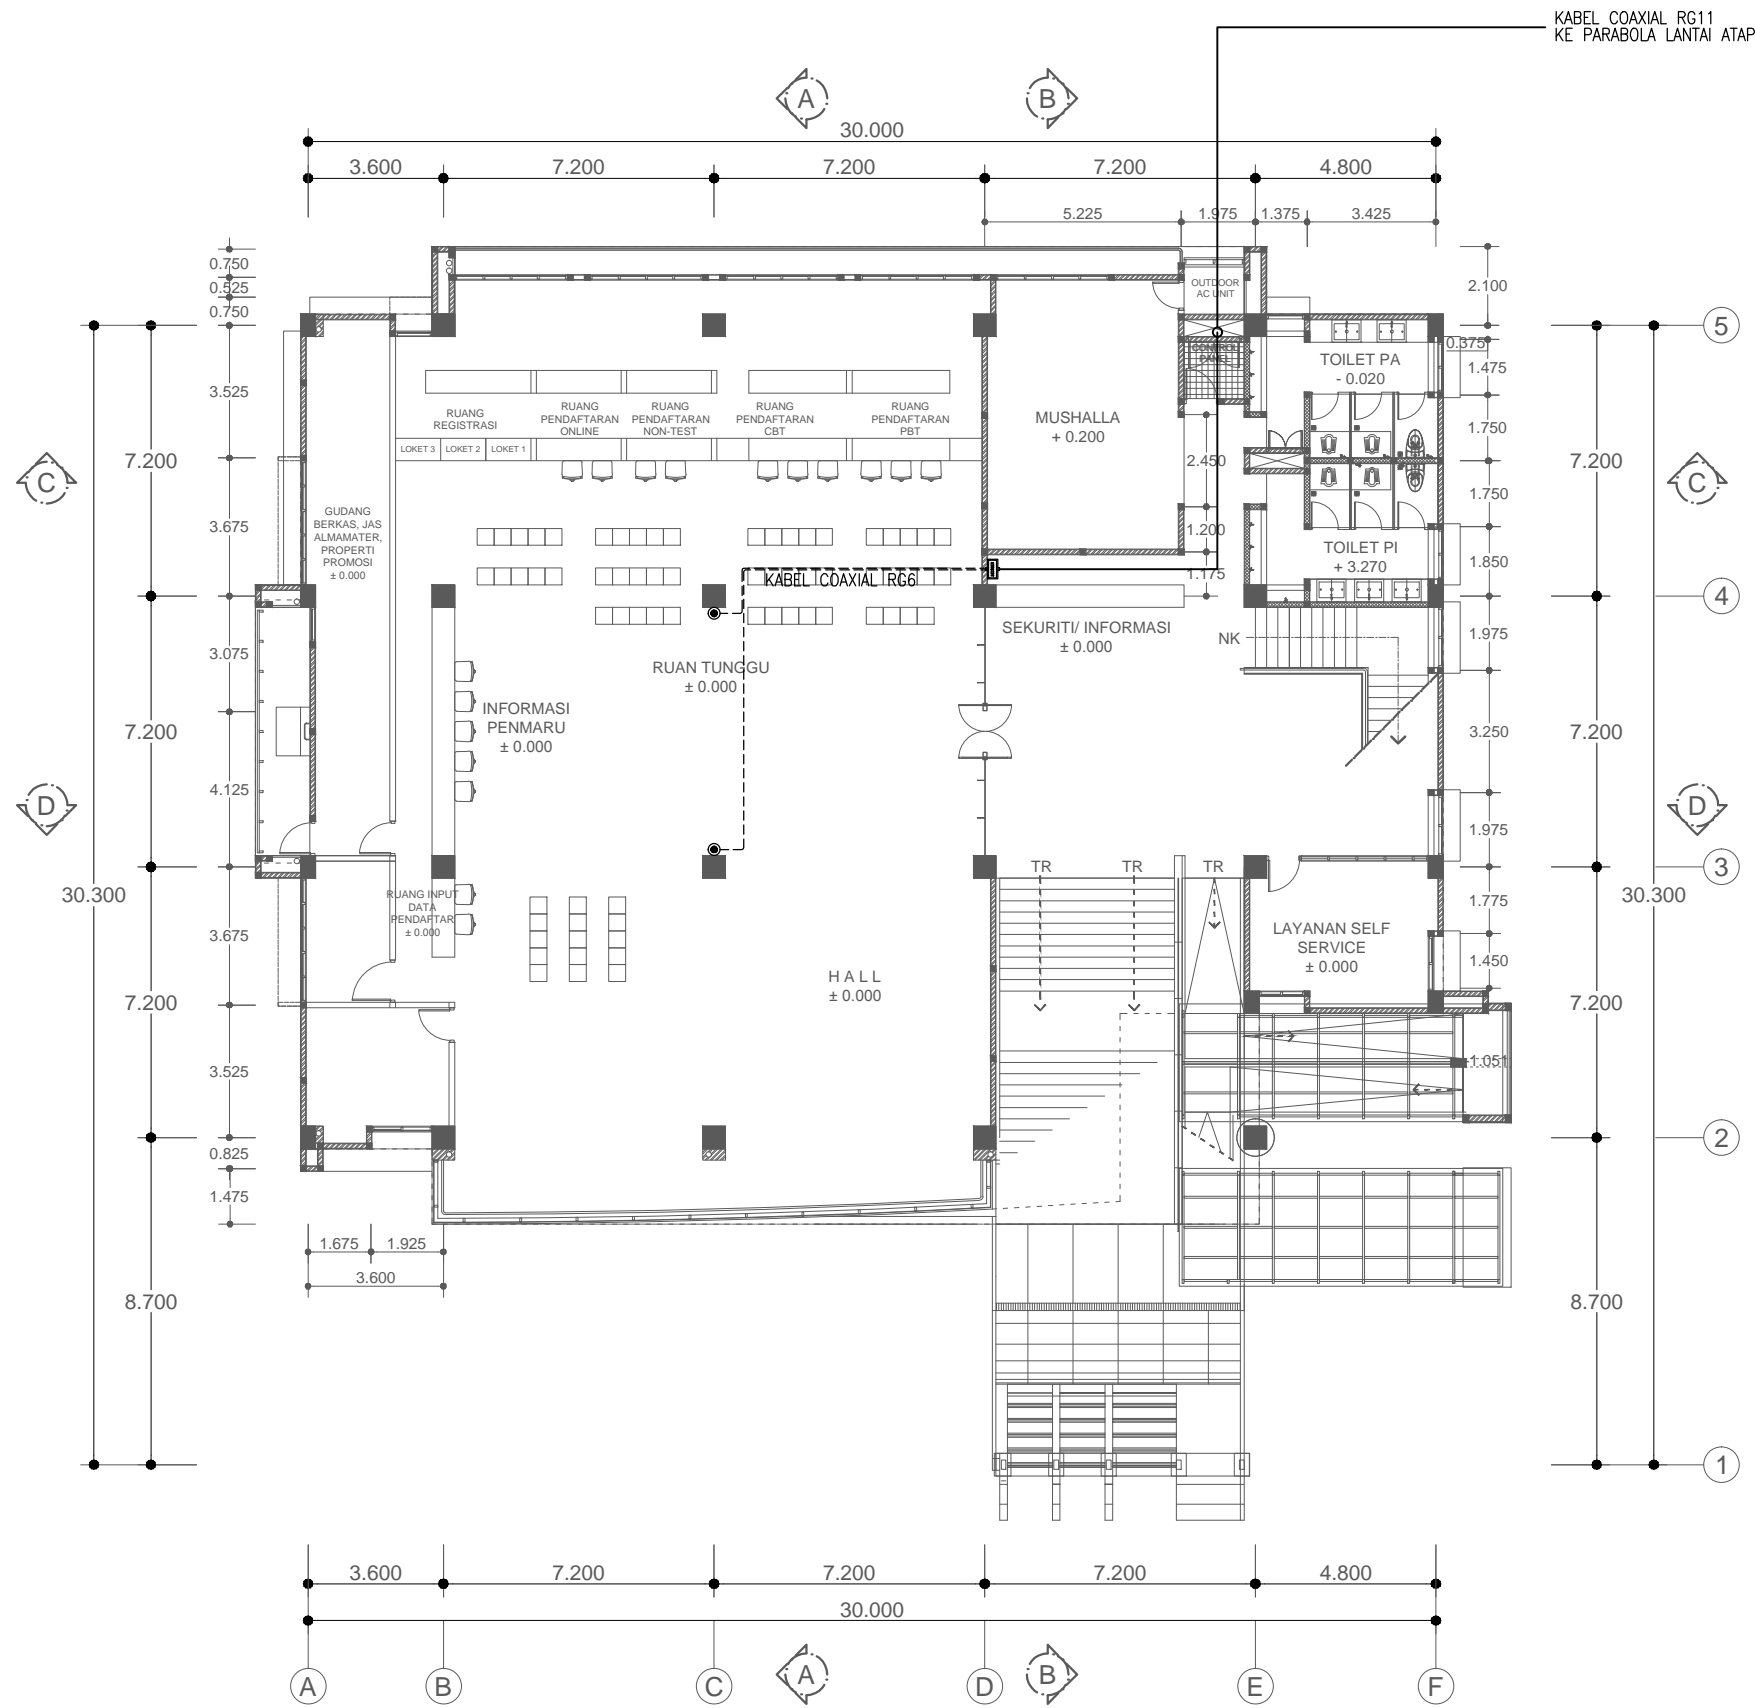 KABEL COAXIAL RG11
KE PARABOLA LANTAI ATAP
A
B
30.000
3.600
7.200
7.200
7.200
4.800
5.225
1.975
1.375
3.425
0.750
0.525
0.750
3.525
3.675
3.075
4.125
3.675
3.525
0.825
1.475
7.200
7.200
7.200
8.700
30.300
C
D
OUTDOOR
AC UNIT
CONTROL
PANEL
TOILET PA
- 0.020
MUSHALLA
+ 0.200
RUANG
REGISTRASI
RUANG
PENDAFTARAN
ONLINE
RUANG
PENDAFTARAN
NON-TEST
RUANG
PENDAFTARAN
CBT
RUANG
PENDAFTARAN
PBT
LOKET 3
LOKET 2
LOKET 1
GUDANG
BERKAS, JAS
ALMAMATER,
PROPERTI
PROMOSI
± 0.000
2.450
1.200
1.175
TOILET PI
+ 3.270
KABEL COAXIAL RG6
SEKURITI/ INFORMASI
± 0.000
NK
RUAN TUNGGU
± 0.000
INFORMASI
PENMARU
± 0.000
RUANG INPUT
DATA
PENDAFTAR
± 0.000
TR
TR
TR
LAYANAN SELF
SERVICE
± 0.000
H A L L
± 0.000
2.100
0.375
1.475
1.750
1.750
1.850
1.975
3.250
1.975
1.775
1.450
1.051
7.200
7.200
7.200
8.700
30.300
C
D
5
4
3
2
1
1.675
1.925
3.600
3.600
7.200
7.200
7.200
4.800
30.000
A
B
A
B
C
D
E
F